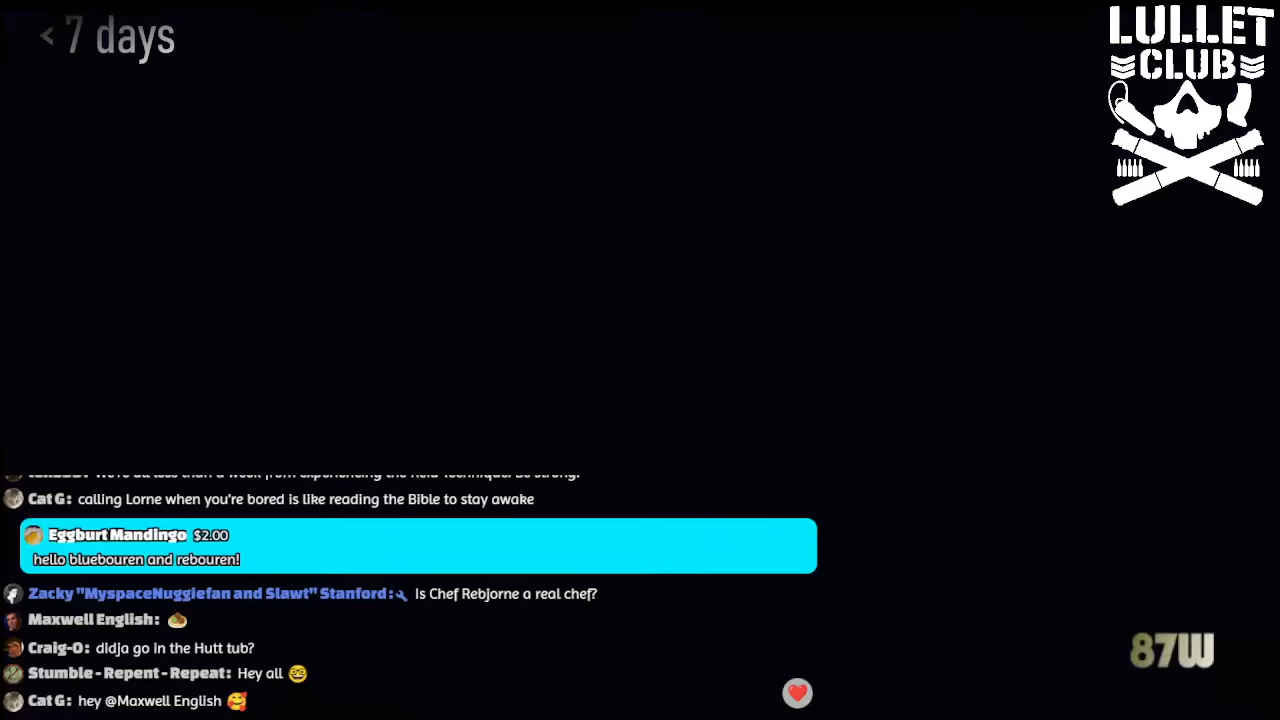 < 7 days
LULLET
CLUB
Cat G: calling Lorne when you're bored is like reading the Bible to stay awake
Eggburt Mandingo $2.00
hello bluebouren and rebouren!
Zacky "MyspaceNuggiefan and Slawt" Stanford: Is Chef Rebjorne a real chef?
Maxwell English:
Craig-O: didja go in the Hutt tub?
Stumble - Repent - Repeat: Hey all
Cat G: hey @Maxwell English
87W